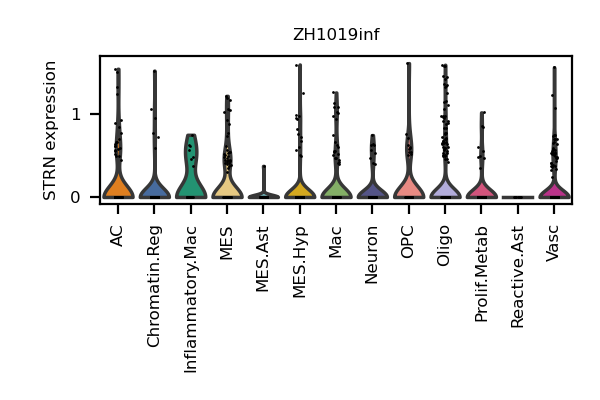 ZH1019inf
STRN expression
1
0
AC
Chromatin.Reg
Inflammatory.Mac
MES
MES.Ast
MES.Hyp
Mac
Neuron
OPC
Oligo
Prolif.Metab
Reactive.Ast
Vasc